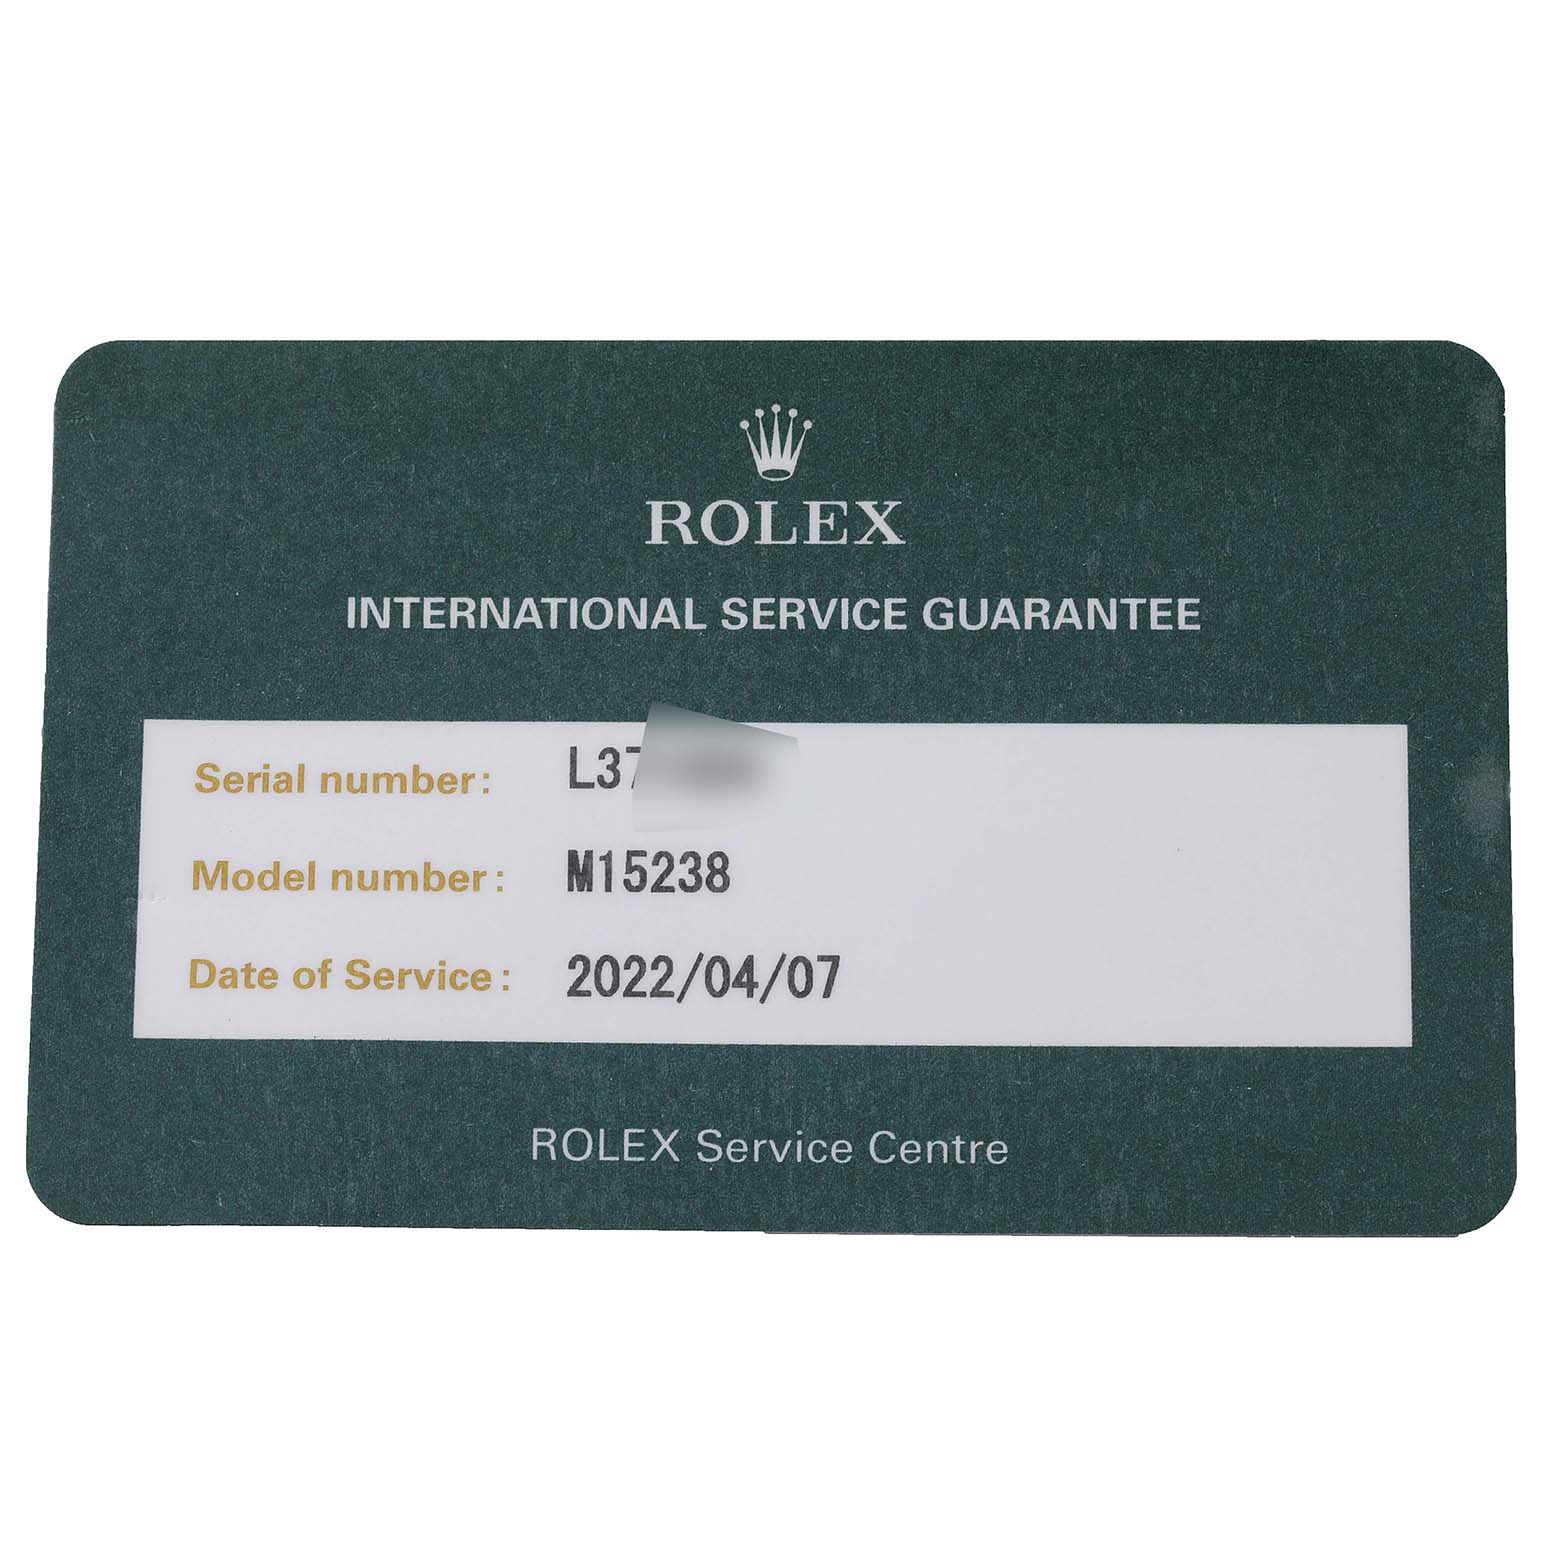 ROLEX
INTERNATIONAL SERVICE GUARANTEE
Serial number: L37
Model number: M15238
Date of Service: 2022/04/07
ROLEX Service Centre